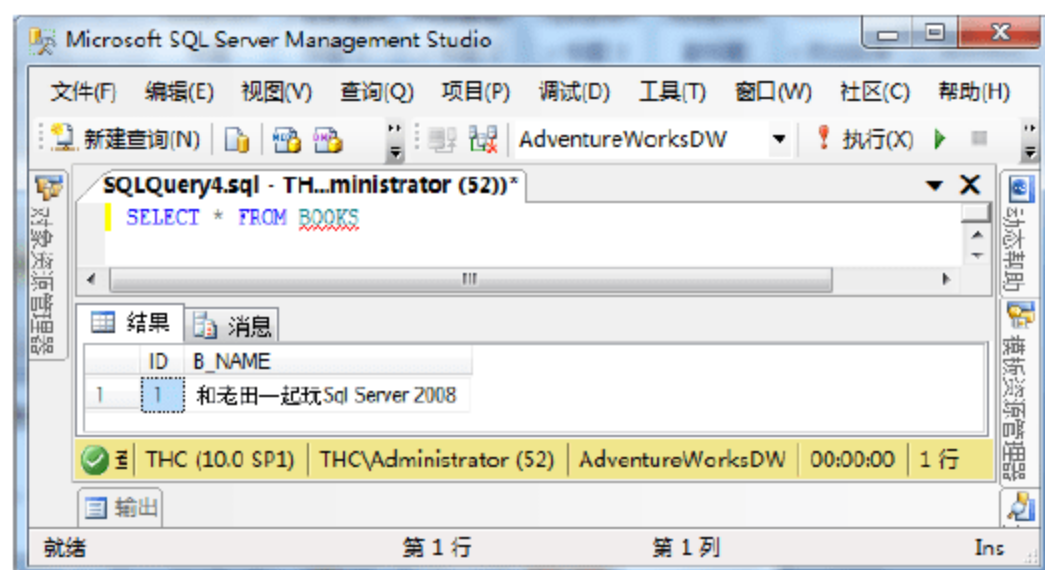 Microsoft SQL Server Management Studio
文件(F) 编辑(E) 视图(V) 查询(Q) 项目(P) 调试(D) 工具(T) 窗口(W) 社区(C) 帮助(H)
新建查询(N) AdventureWorksDW 执行(X)
SQLQuery4.sql - TH...ministrator (52))*
SELECT * FROM BOOKS
对象资源管理器
动态帮助
模板资源管理器
结果 消息
ID B_NAME
1 1 和老田一起玩Sql Server 2008
THC (10.0 SP1) THC\Administrator (52) AdventureWorksDW 00:00:00 1 行
输出
就绪 第 1 行 第 1 列 Ins